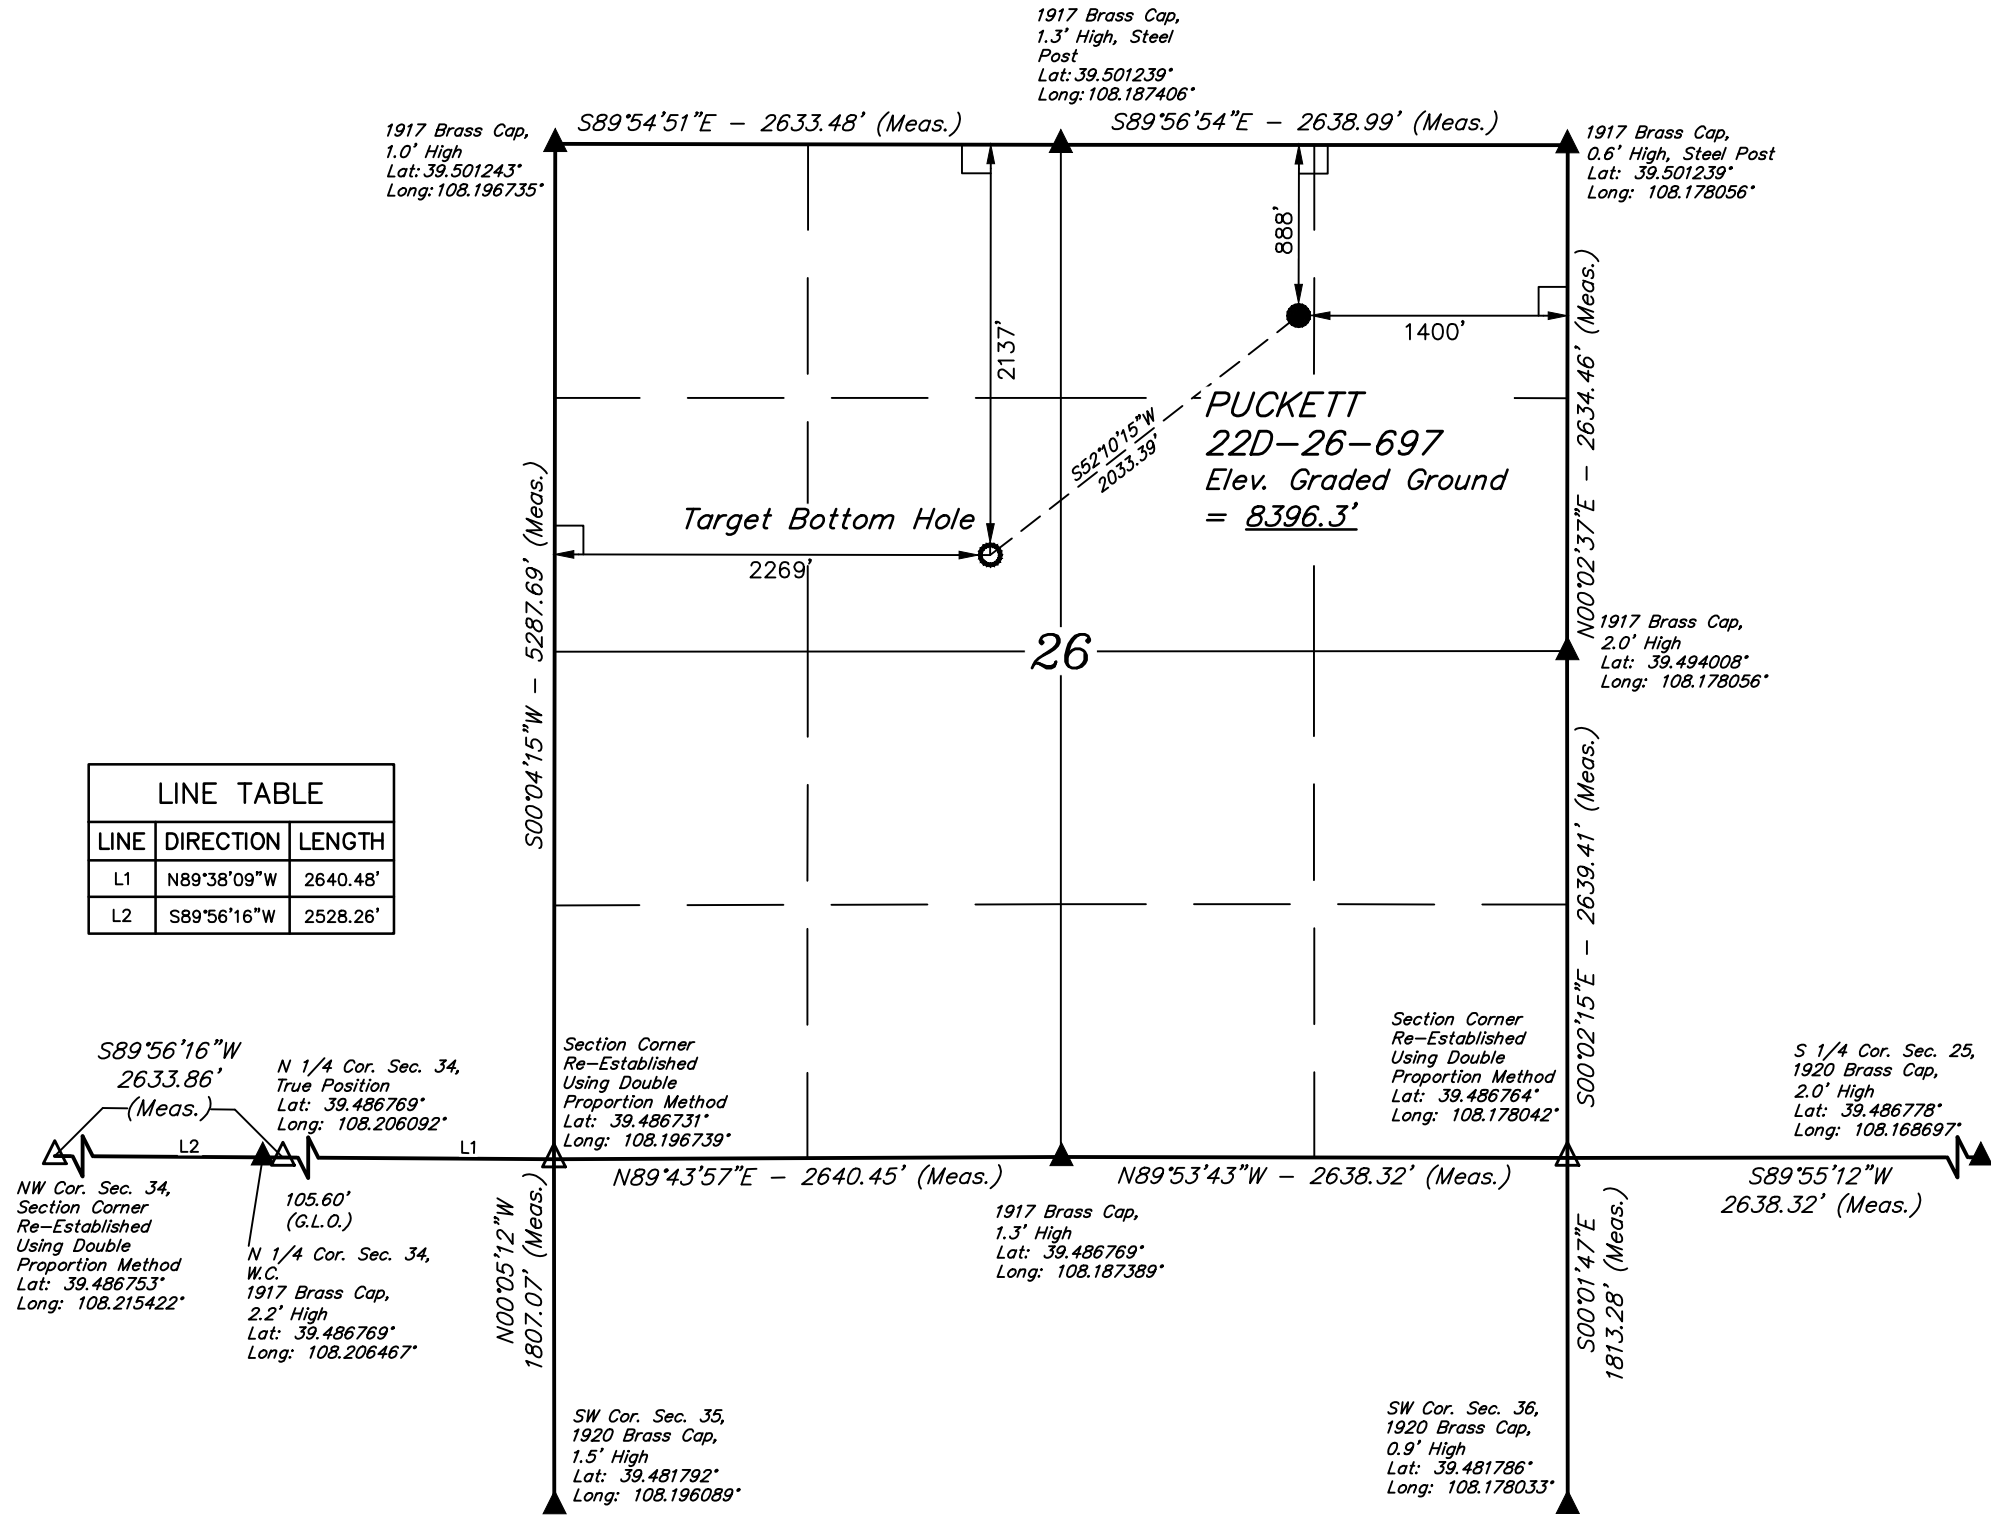 1917 Brass Cap,
1.3' High, Steel
Post
Lat: 39.501239°
Long: 108.187406°
S89°54'51"E - 2633.48' (Meas.)
S89°56'54"E - 2638.99' (Meas.)
1917 Brass Cap,
1.0' High
Lat: 39.501243°
Long: 108.196735°
1917 Brass Cap,
0.6' High, Steel Post
Lat: 39.501239°
Long: 108.178056°
888'
1400'
2137'
N00°02'37"E - 2634.46' (Meas.)
PUCKETT
22D-26-697
Elev. Graded Ground
= 8396.3'
S52°10'15"W
2033.39'
Target Bottom Hole
2269'
S00°04'15"W - 5287.69' (Meas.)
26
1917 Brass Cap,
2.0' High
Lat: 39.494008°
Long: 108.178056°
LINE TABLE
LINE DIRECTION LENGTH
L1 N89°38'09"W 2640.48'
L2 S89°56'16"W 2528.26'
S00°02'15"E - 2639.41' (Meas.)
S89°56'16"W
2633.86'
(Meas.)
N 1/4 Cor. Sec. 34,
True Position
Lat: 39.486769°
Long: 108.206092°
Section Corner
Re-Established
Using Double
Proportion Method
Lat: 39.486731°
Long: 108.196739°
Section Corner
Re-Established
Using Double
Proportion Method
Lat: 39.486764°
Long: 108.178042°
S 1/4 Cor. Sec. 25,
1920 Brass Cap,
2.0' High
Lat: 39.486778°
Long: 108.168697°
L2
L1
N89°43'57"E - 2640.45' (Meas.)
N89°53'43"W - 2638.32' (Meas.)
S89°55'12"W
2638.32' (Meas.)
NW Cor. Sec. 34,
Section Corner
Re-Established
Using Double
Proportion Method
Lat: 39.486753°
Long: 108.215422°
105.60'
(G.L.O.)
N 1/4 Cor. Sec. 34,
W.C.
1917 Brass Cap,
2.2' High
Lat: 39.486769°
Long: 108.206467°
N00°05'12"W
1807.07' (Meas.)
1917 Brass Cap,
1.3' High
Lat: 39.486769°
Long: 108.187389°
S00°01'47"E
1813.28' (Meas.)
SW Cor. Sec. 35,
1920 Brass Cap,
1.5' High
Lat: 39.481792°
Long: 108.196089°
SW Cor. Sec. 36,
1920 Brass Cap,
0.9' High
Lat: 39.481786°
Long: 108.178033°